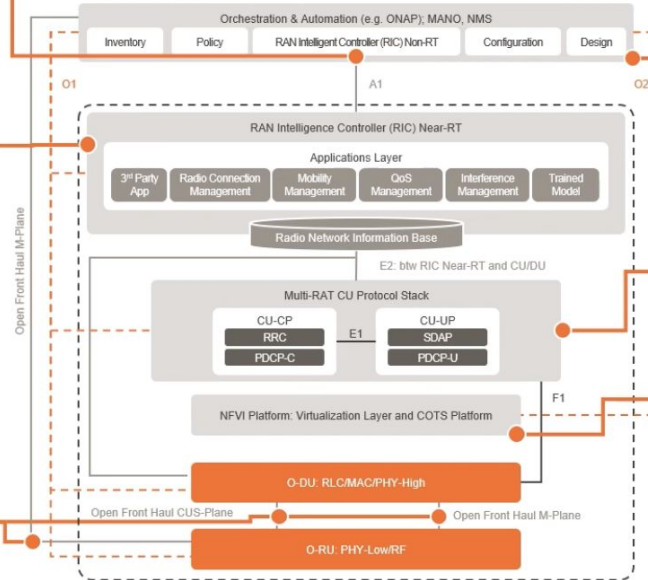 Orchestration & Automation (e.g. ONAP); MANO, NMS
Inventory
Policy
RAN Intelligent Controller (RIC) Non-RT
Configuration
Design
O1
A1
O2
RAN Intelligence Controller (RIC) Near-RT
Applications Layer
3rd Party
App
Radio Connection
Management
Mobility
Management
QoS
Management
Interference
Management
Trained
Model
Radio Network Information Base
Open Front Haul M-Plane
E2: btw RIC Near-RT and CU/DU
Multi-RAT CU Protocol Stack
CU-CP
RRC
PDCP-C
E1
CU-UP
SDAP
PDCP-U
F1
NFVI Platform: Virtualization Layer and COTS Platform
O-DU: RLC/MAC/PHY-High
Open Front Haul CUS-Plane
Open Front Haul M-Plane
O-RU: PHY-Low/RF